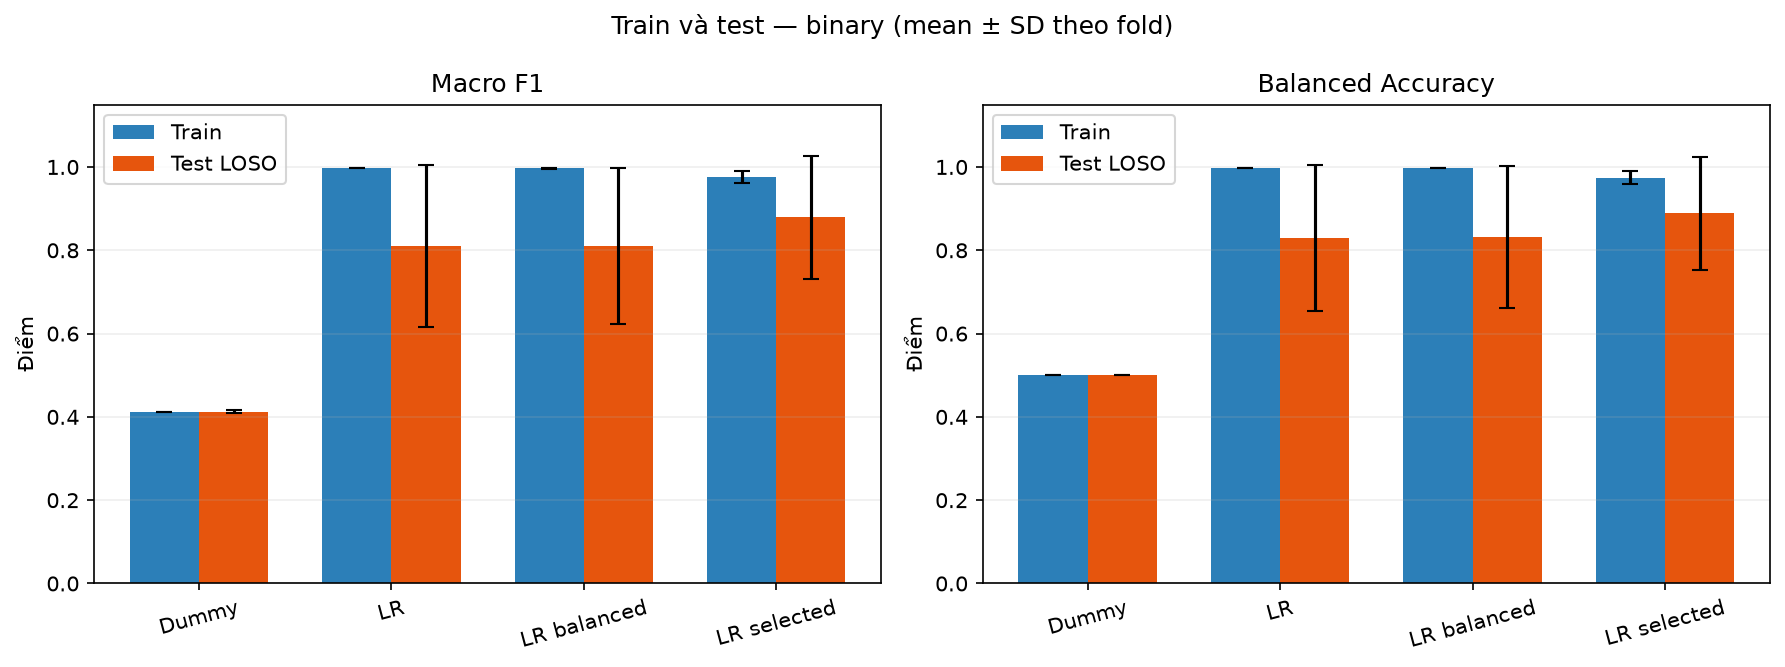 Train và test — binary (mean ± SD theo fold)
Macro F1
Train
Test LOSO
Điểm
1.0
0.8
0.6
0.4
0.2
0.0
Dummy
LR
LR balanced
LR selected
Balanced Accuracy
Train
Test LOSO
Điểm
1.0
0.8
0.6
0.4
0.2
0.0
Dummy
LR
LR balanced
LR selected